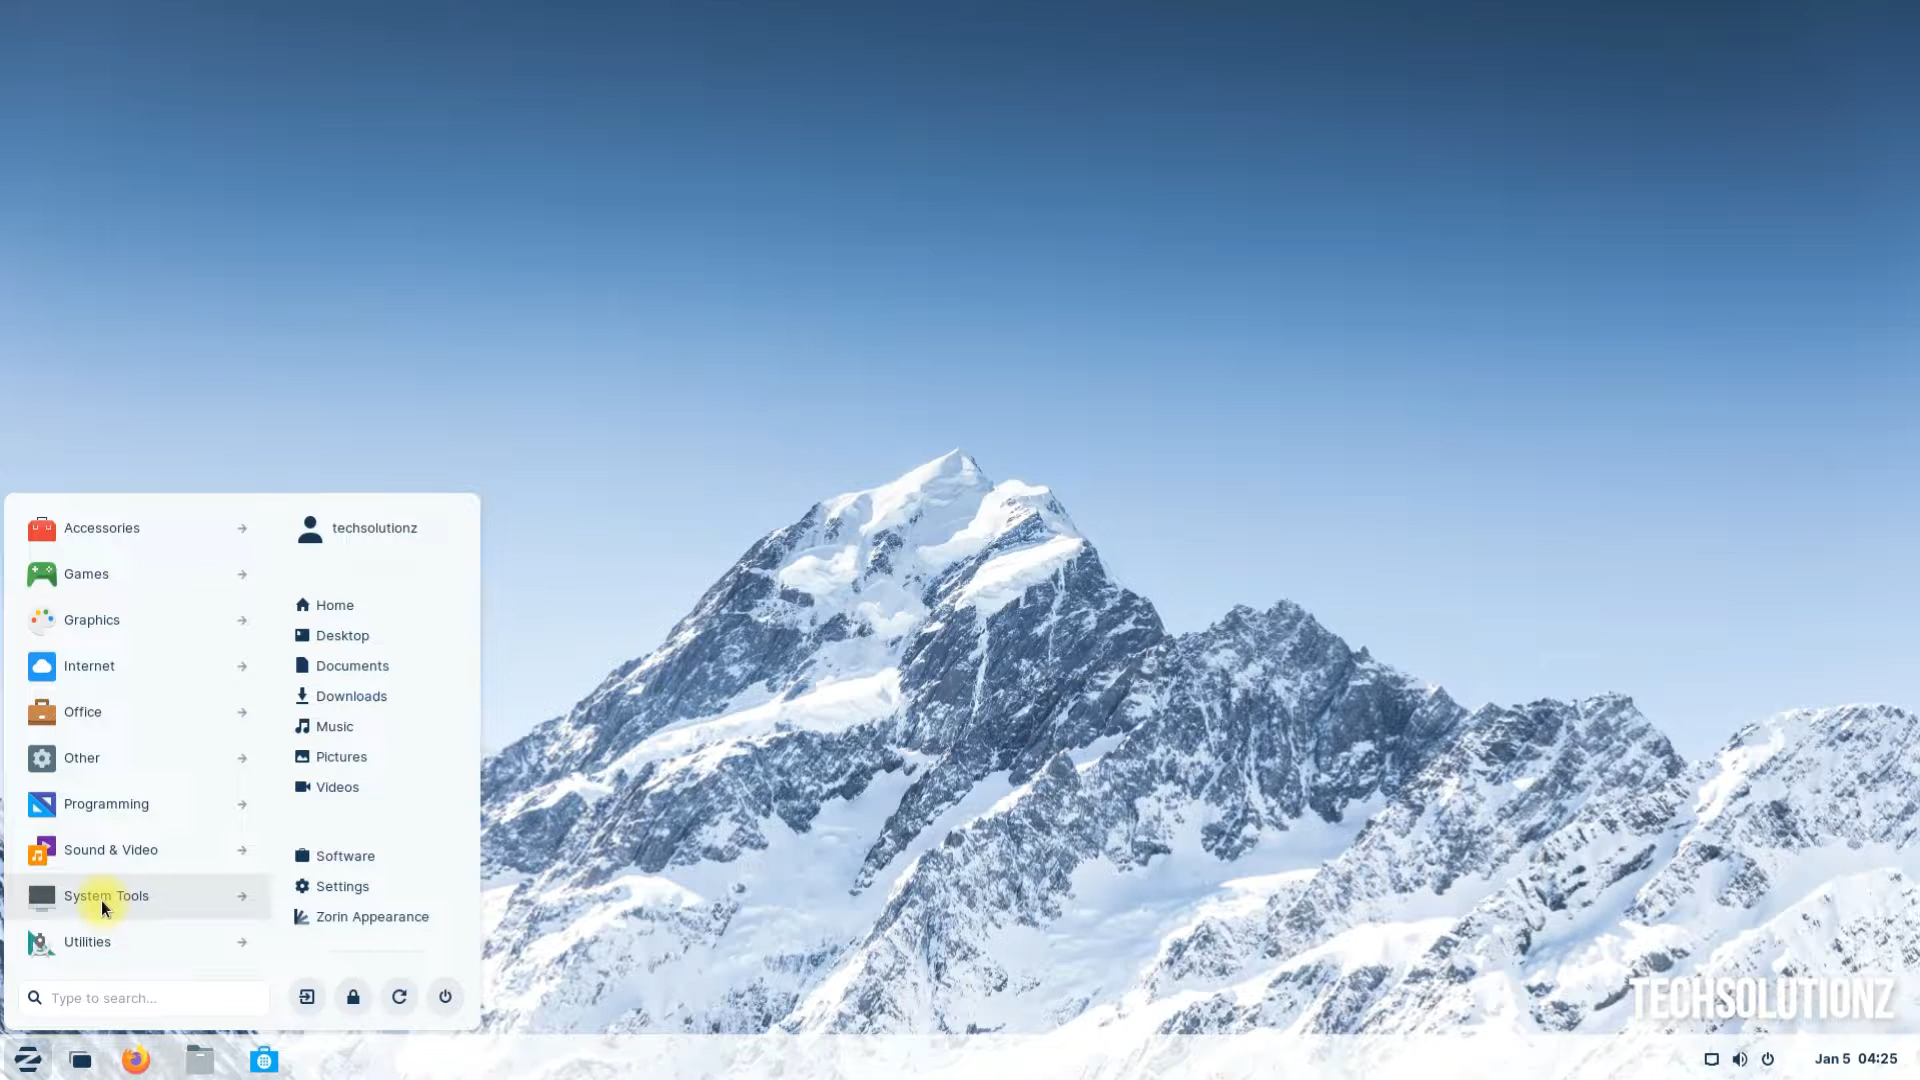 Accessories
Games
Graphics
Internet
Office
Other
Programming
Sound & Video
System Tools
Utilities
Type to search...
techsolutionz
Home
Desktop
Documents
Downloads
Music
Pictures
Videos
Software
Settings
Zorin Appearance
TECHSOLUTIONZ
Jan 5 04:25